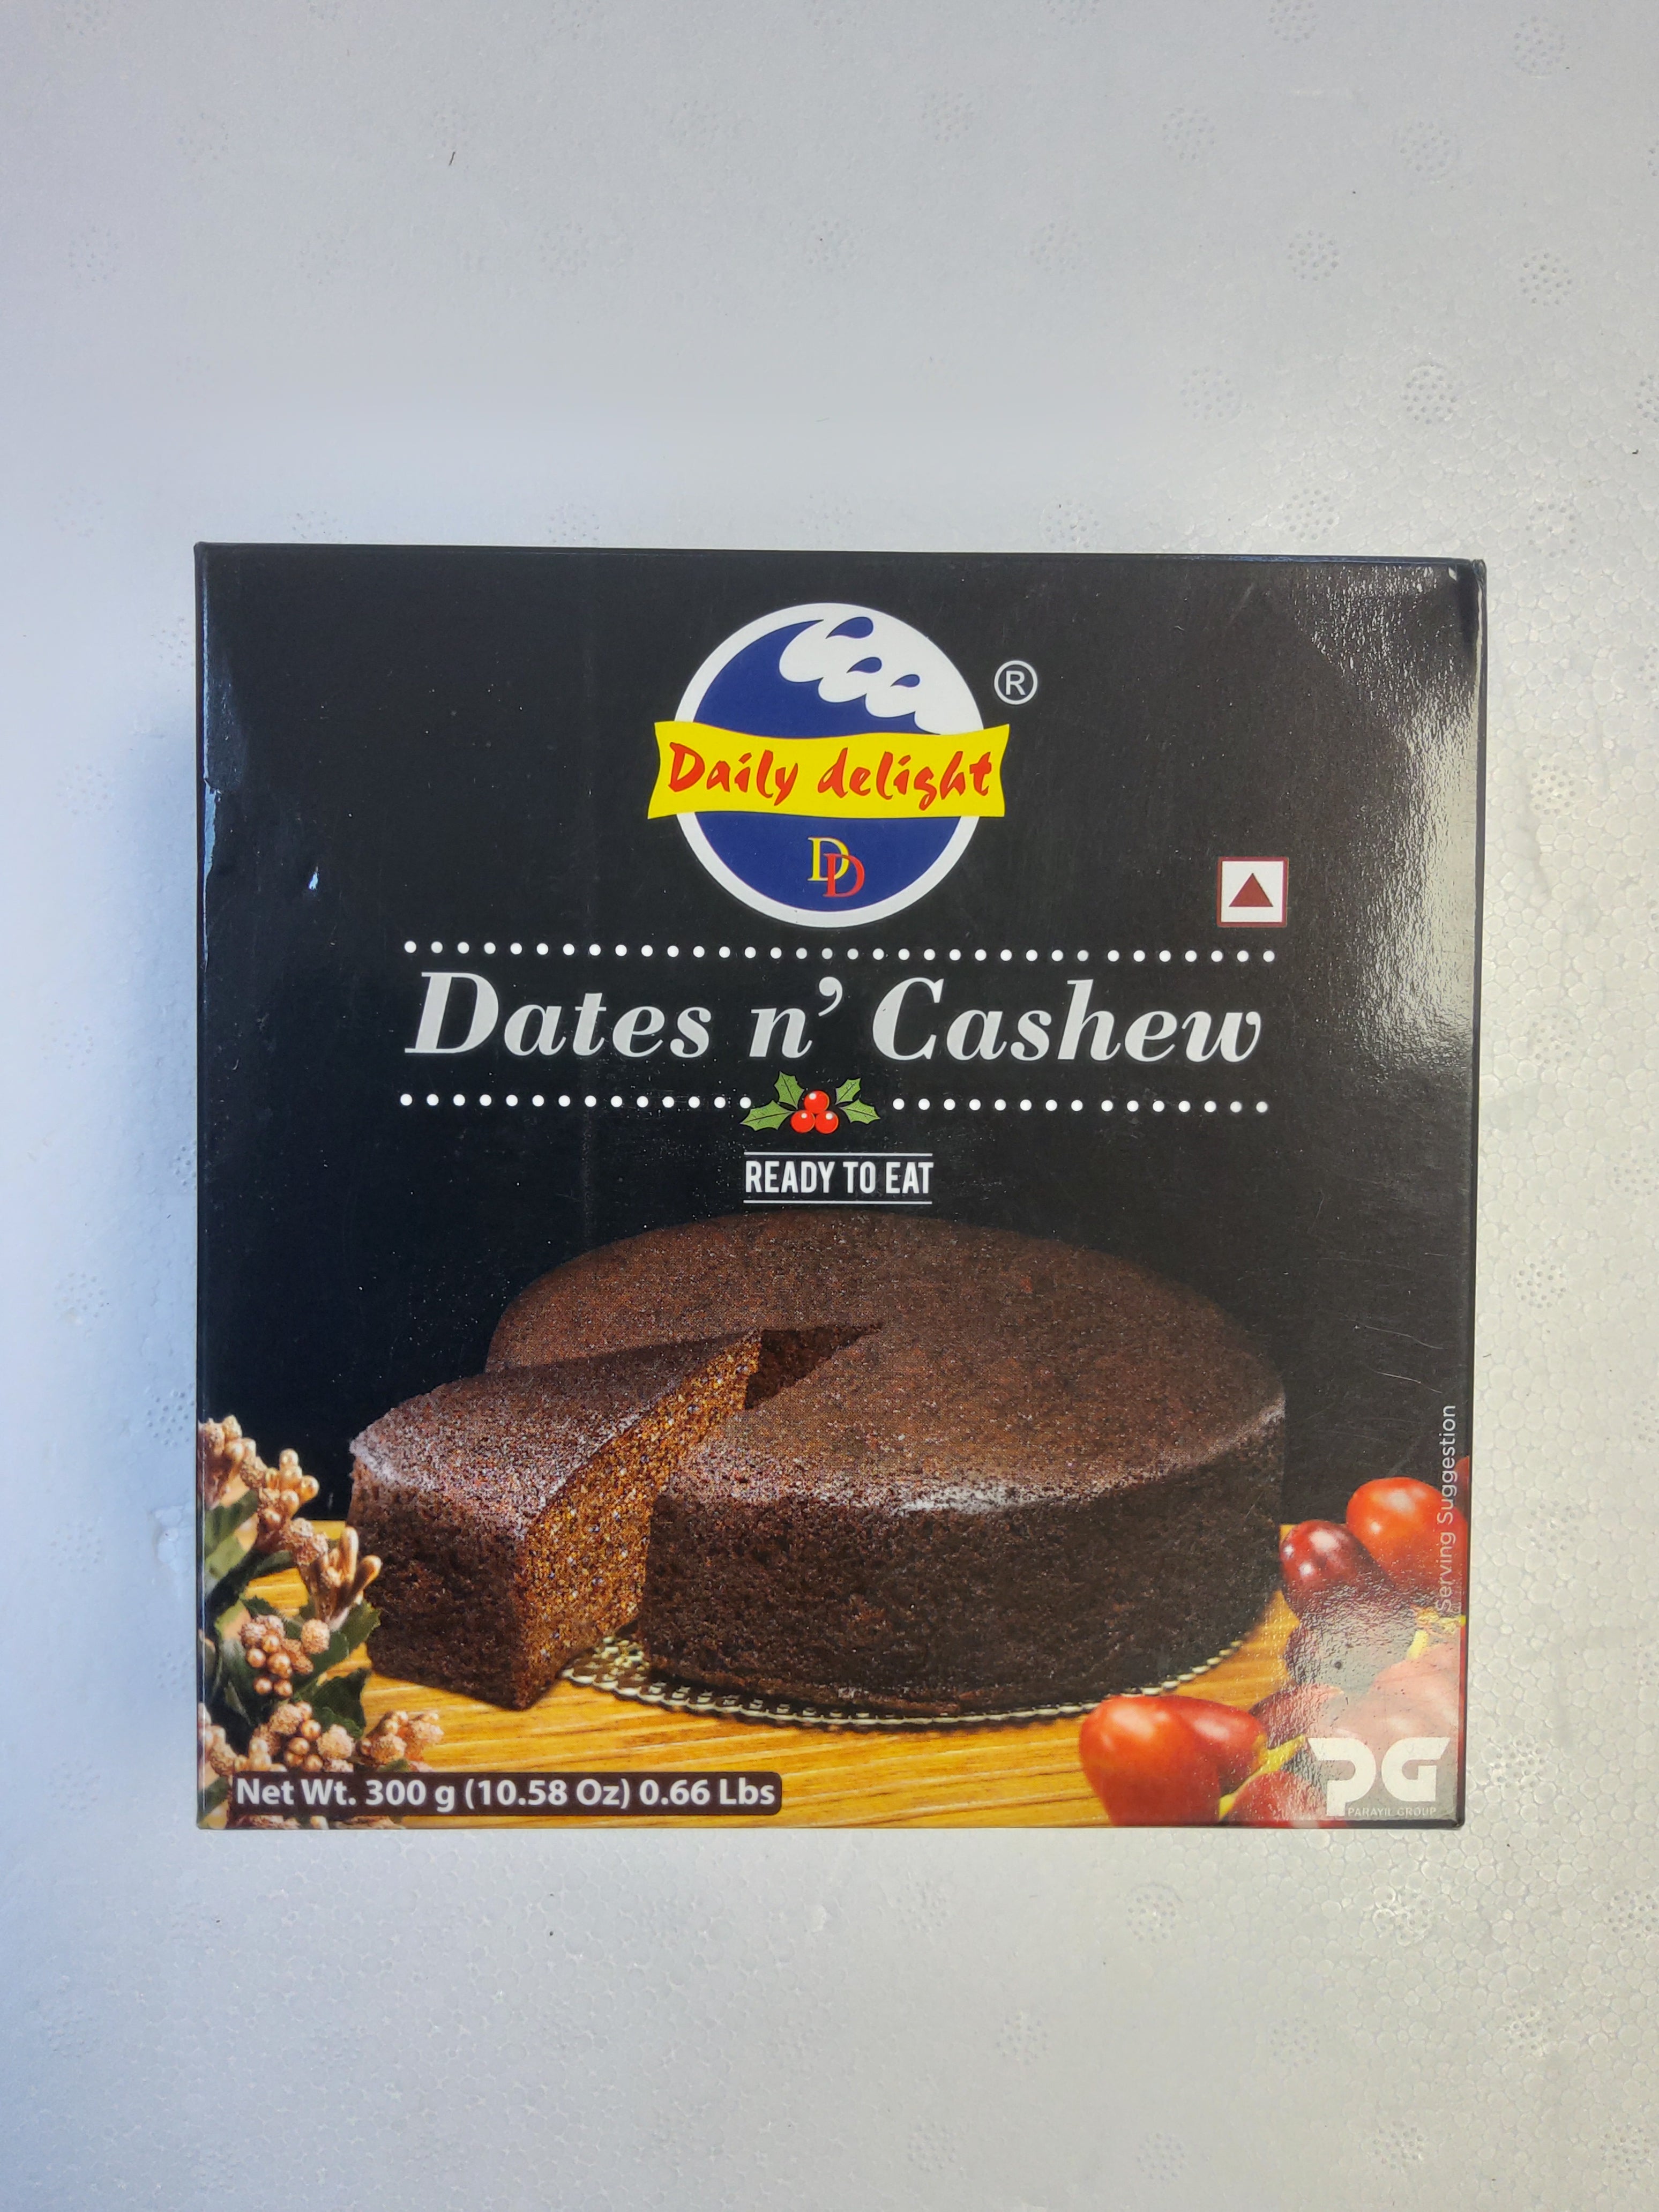 ®
Daily delight
DD
Dates n’ Cashew
READY TO EAT
Serving Suggestion
Net Wt. 300 g (10.58 Oz) 0.66 Lbs
PG
PARAYIL GROUP